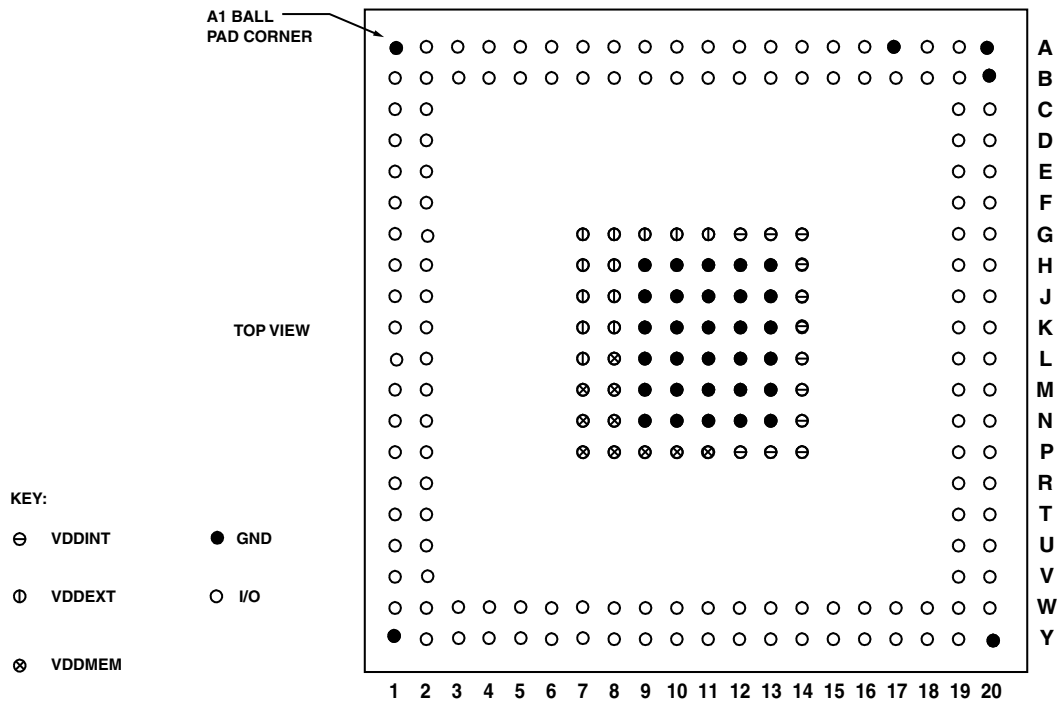 A1 BALL
PAD CORNER
A
B
C
D
E
F
G
H
J
TOP VIEW
K
L
M
N
P
KEY:
R
T
VDDINT
GND
U
V
VDDEXT
I/O
W
Y
VDDMEM
1 2 3 4 5 6 7 8 9 10 11 12 13 14 15 16 17 18 19 20